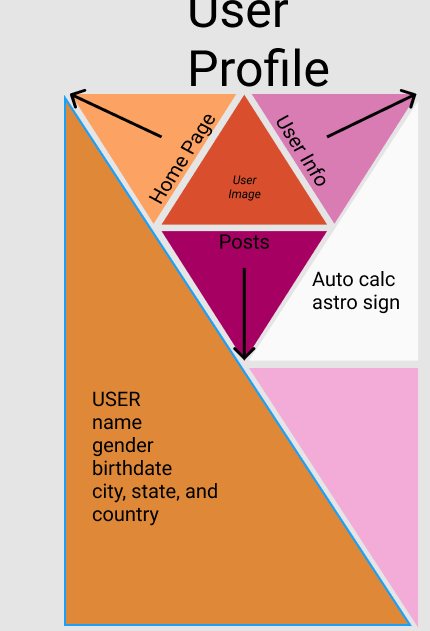 User
Profile
Home Page
User Info
User
Image
Posts
Auto calc
astro sign
USER
name
gender
birthdate
city, state, and
country